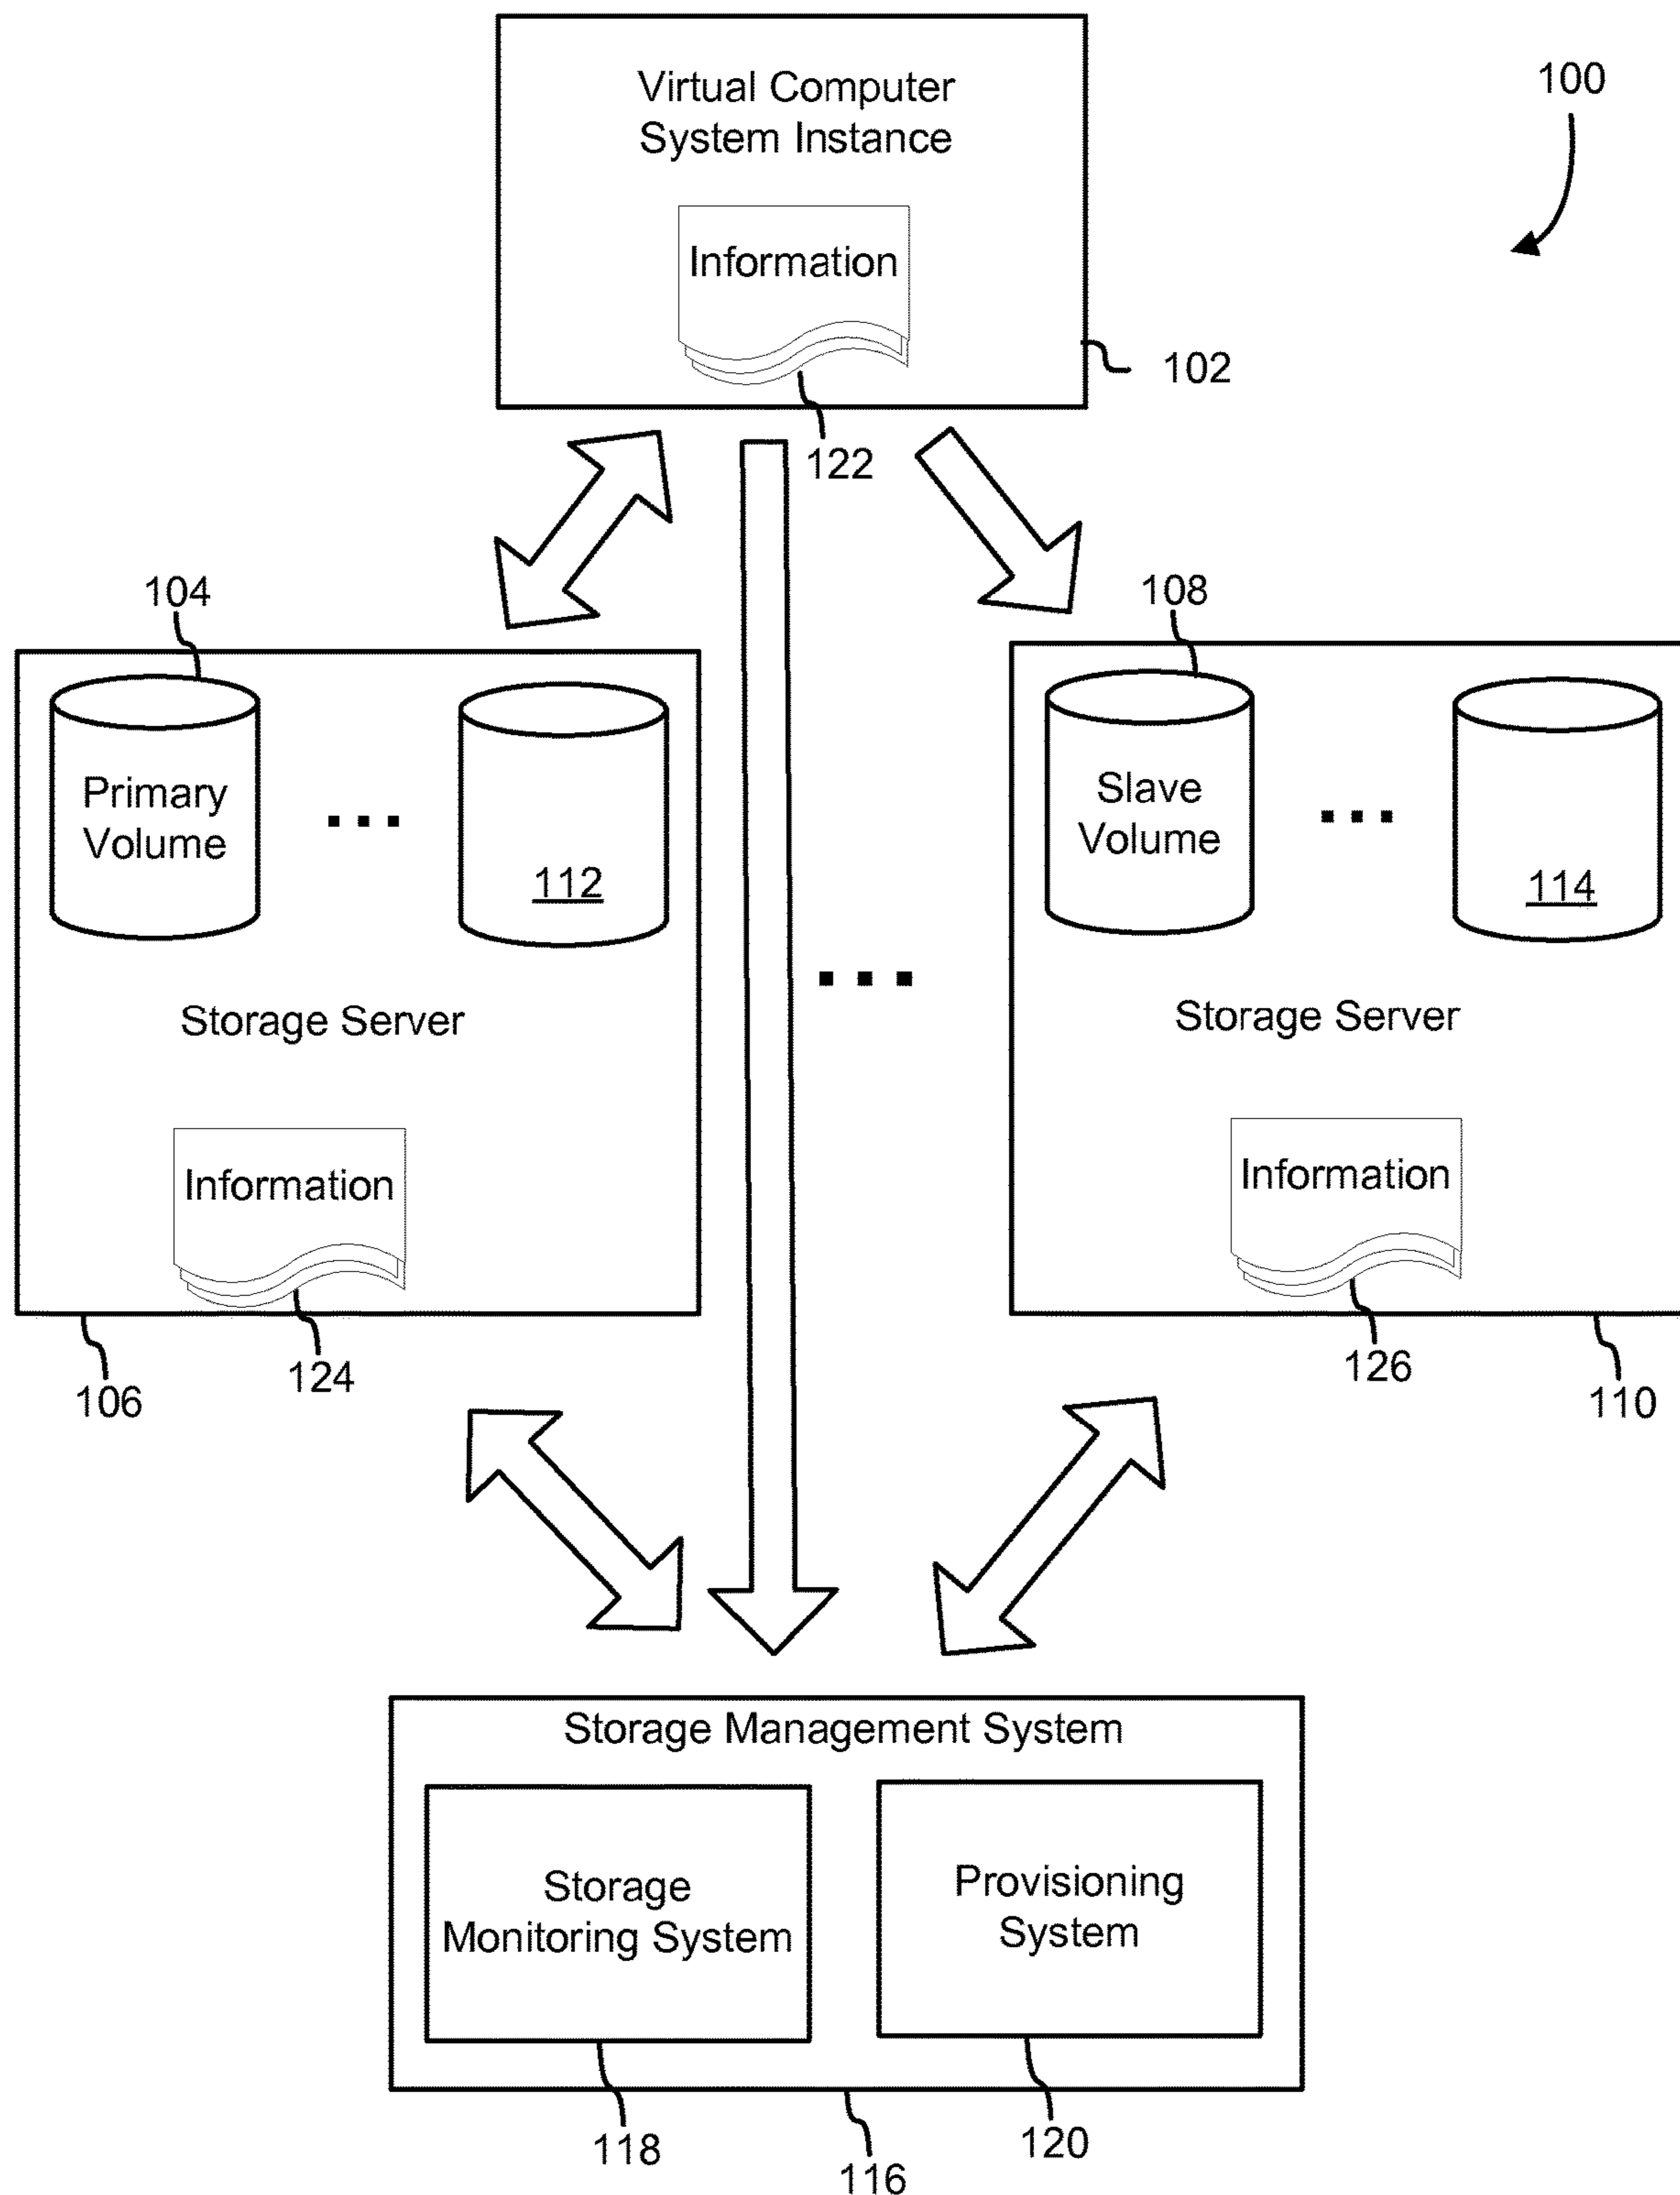 Virtual Computer
System Instance
100
Information
102
122
104
108
Primary
Volume
...
112
Slave
Volume
...
114
...
Storage Server
Storage Server
Information
Information
124
126
106
110
Storage Management System
Storage
Monitoring System
Provisioning
System
118
120
116